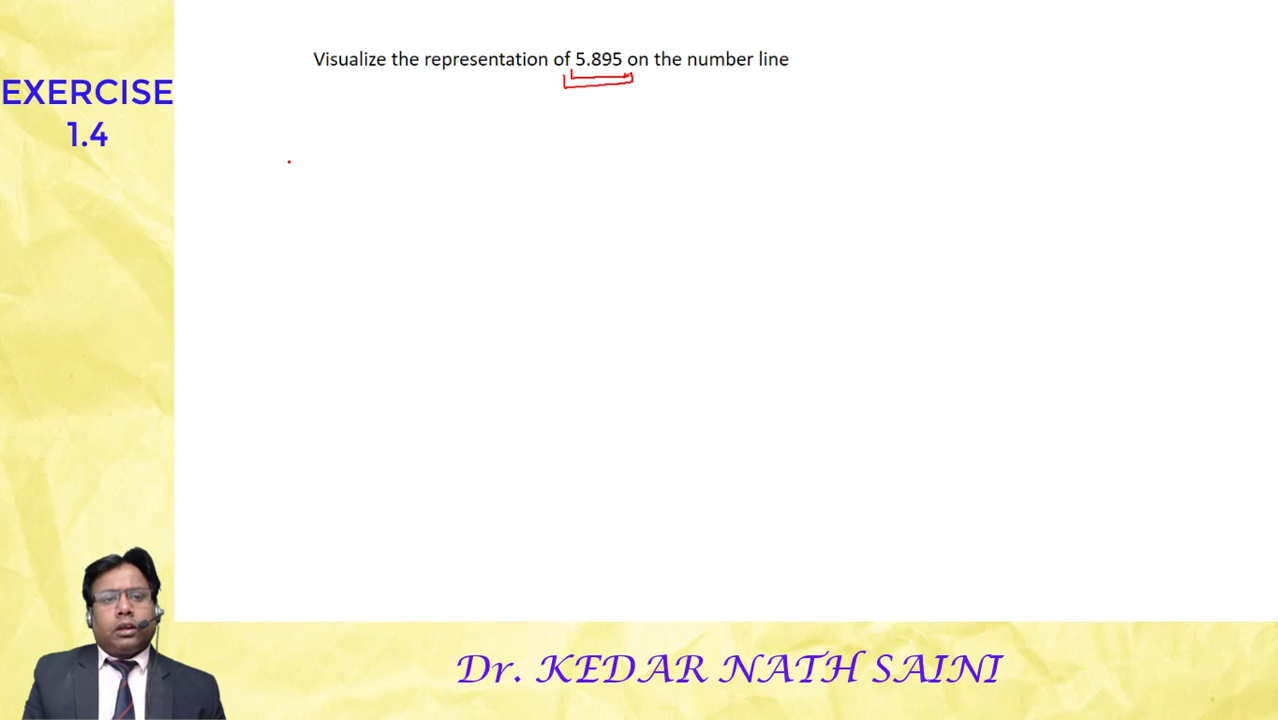 Visualize the representation of 5.895 on the number line
EXERCISE
1.4
Dr. KEDAR NATH SAINI